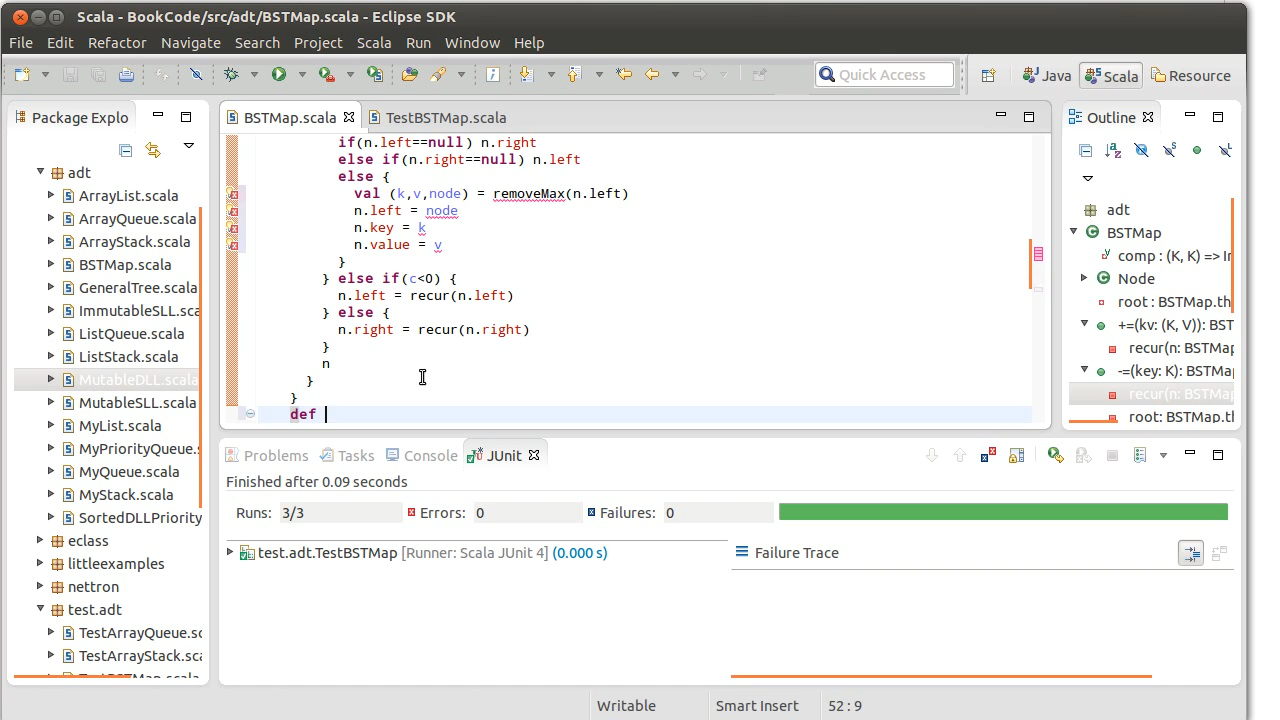 Scala - BookCode/src/adt/BSTMap.scala - Eclipse SDK
File Edit Refactor Navigate Search Project Scala Run Window Help
Quick Access
Java
Scala
Resource
Package Explo
adt
ArrayList.scala
ArrayQueue.scala
ArrayStack.scala
BSTMap.scala
GeneralTree.scala
ImmutableSLL.sca
ListQueue.scala
ListStack.scala
MutableDLL.scala
MutableSLL.scala
MyList.scala
MyPriorityQueue.s
MyQueue.scala
MyStack.scala
SortedDLLPriority
eclass
littleexamples
nettron
test.adt
TestArrayQueue.sc
TestArrayStack.sca
BSTMap.scala
TestBSTMap.scala
if(n.left==null) n.right
else if(n.right==null) n.left
else {
val (k,v,node) = removeMax(n.left)
n.left = node
n.key = k
n.value = v
}
} else if(c<0) {
n.left = recur(n.left)
} else {
n.right = recur(n.right)
}
n
}
}
def
Outline
adt
BSTMap
comp : (K, K) => In
Node
root : BSTMap.th
+=(kv: (K, V)): BST
recur(n: BSTMap
-=(key: K): BSTMap
recur(n: BSTMap
root: BSTMap.th
Problems
Tasks
Console
JUnit
Finished after 0.09 seconds
Runs: 3/3 Errors: 0 Failures: 0
test.adt.TestBSTMap [Runner: Scala JUnit 4] (0.000 s)
Failure Trace
Writable
Smart Insert
52 : 9